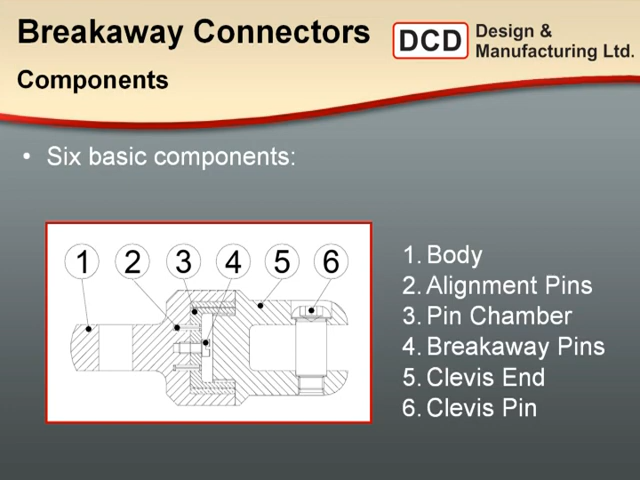 Breakaway Connectors
Components
DCD
Design &
Manufacturing Ltd.
• Six basic components:
1 2 3 4 5 6
1. Body
2. Alignment Pins
3. Pin Chamber
4. Breakaway Pins
5. Clevis End
6. Clevis Pin